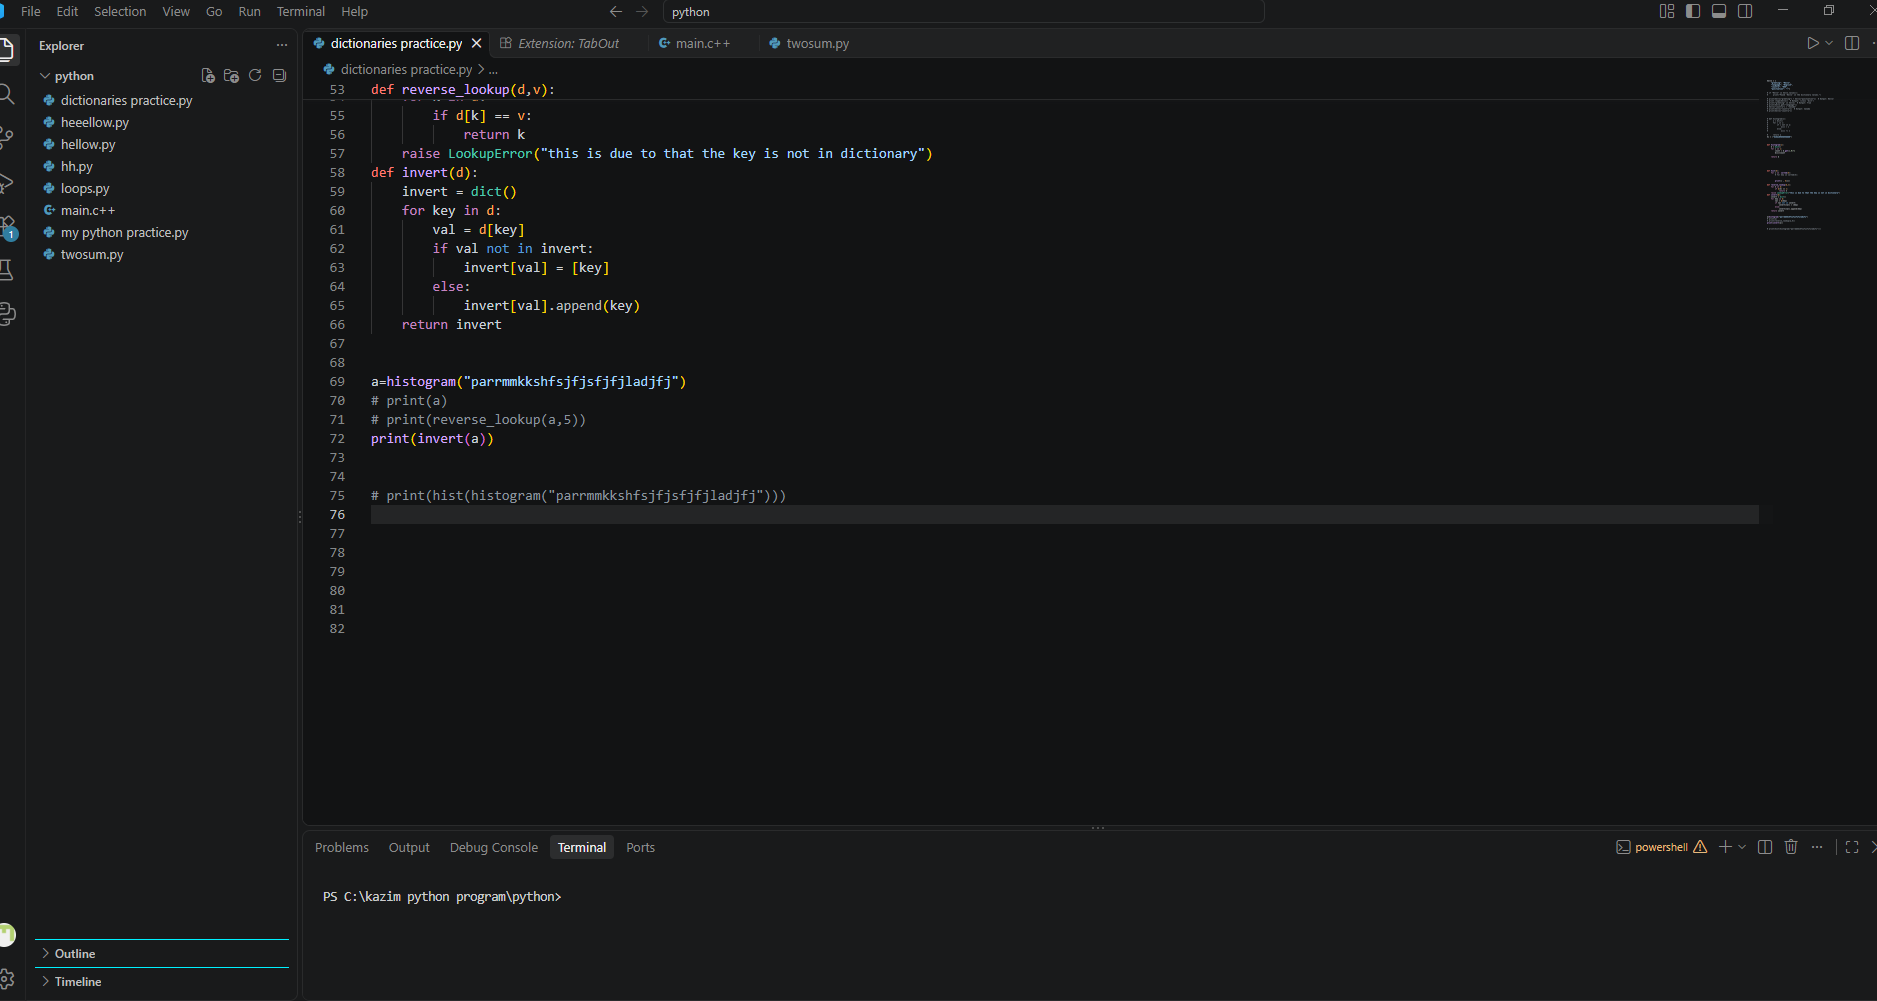 File Edit Selection View Go Run Terminal Help
python
Explorer
python
dictionaries practice.py
heeellow.py
hellow.py
hh.py
loops.py
main.c++
my python practice.py
twosum.py
1
Outline
Timeline
dictionaries practice.py Extension: TabOut main.c++ twosum.py
dictionaries practice.py > ...
53 def reverse_lookup(d,v):
55 if d[k] == v:
56 return k
57 raise LookupError("this is due to that the key is not in dictionary")
58 def invert(d):
59 invert = dict()
60 for key in d:
61 val = d[key]
62 if val not in invert:
63 invert[val] = [key]
64 else:
65 invert[val].append(key)
66 return invert
67
68
69 a=histogram("parrmmkkshfsjfjsfjfjladjfj")
70 # print(a)
71 # print(reverse_lookup(a,5))
72 print(invert(a))
73
74
75 # print(hist(histogram("parrmmkkshfsjfjsfjfjladjfj")))
76
77
78
79
80
81
82
Problems Output Debug Console Terminal Ports
powershell
PS C:\kazim python program\python>